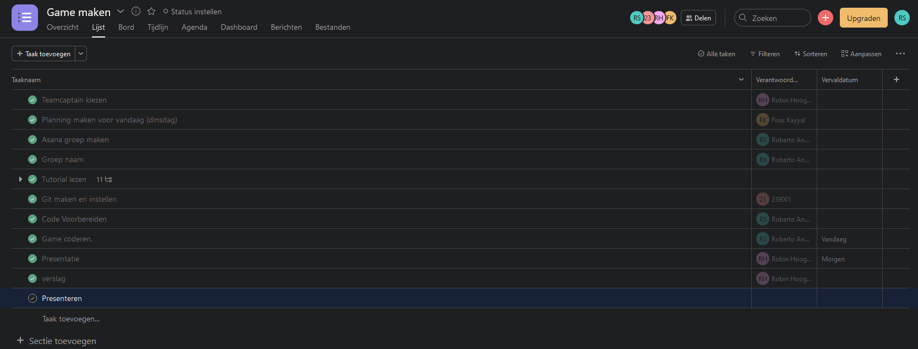 Game maken
Status instellen
Overzicht Lijst Bord Tijdlijn Agenda Dashboard Berichten Bestanden
RS 23 RH FK Delen Zoeken Upgraden RS
Taak toevoegen
Alle taken Filteren Sorteren Aanpassen
Taaknaam Verantwoord... Vervaldatum
Teamcaptain kiezen RH Robin Hoog...
Planning maken voor vandaag (dinsdag) FK Firas Kayyal
Asana groep maken RS Roberto An...
Groep naam RS Roberto An...
Tutorial lezen 11
Git maken en instellen 23 239001
Code Voorbereiden RS Roberto An...
Game coderen. RS Roberto An... Vandaag
Presentatie RH Robin Hoog... Morgen
verslag RH Robin Hoog...
Presenteren
Taak toevoegen...
Sectie toevoegen